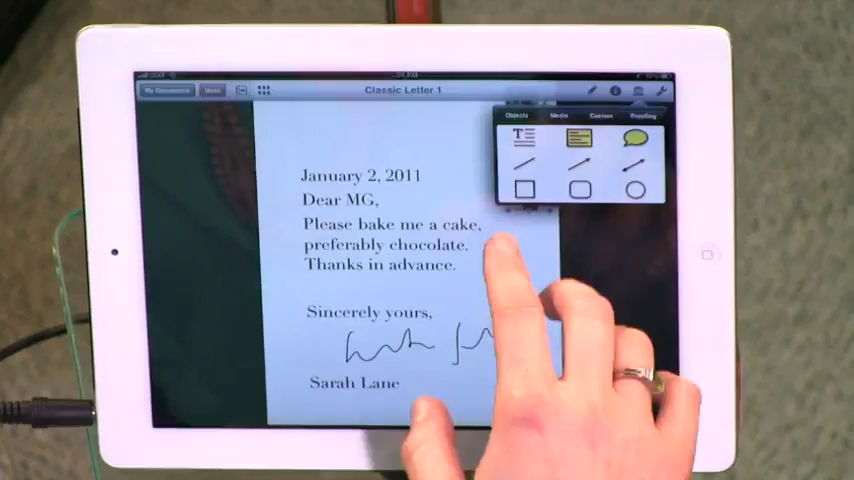 My Documents
Classic Letter 1
Objects Media Custom Proofing
T
January 2, 2011
Dear MG,
Please bake me a cake,
preferably chocolate.
Thanks in advance.
Sincerely yours,
Sarah Lane